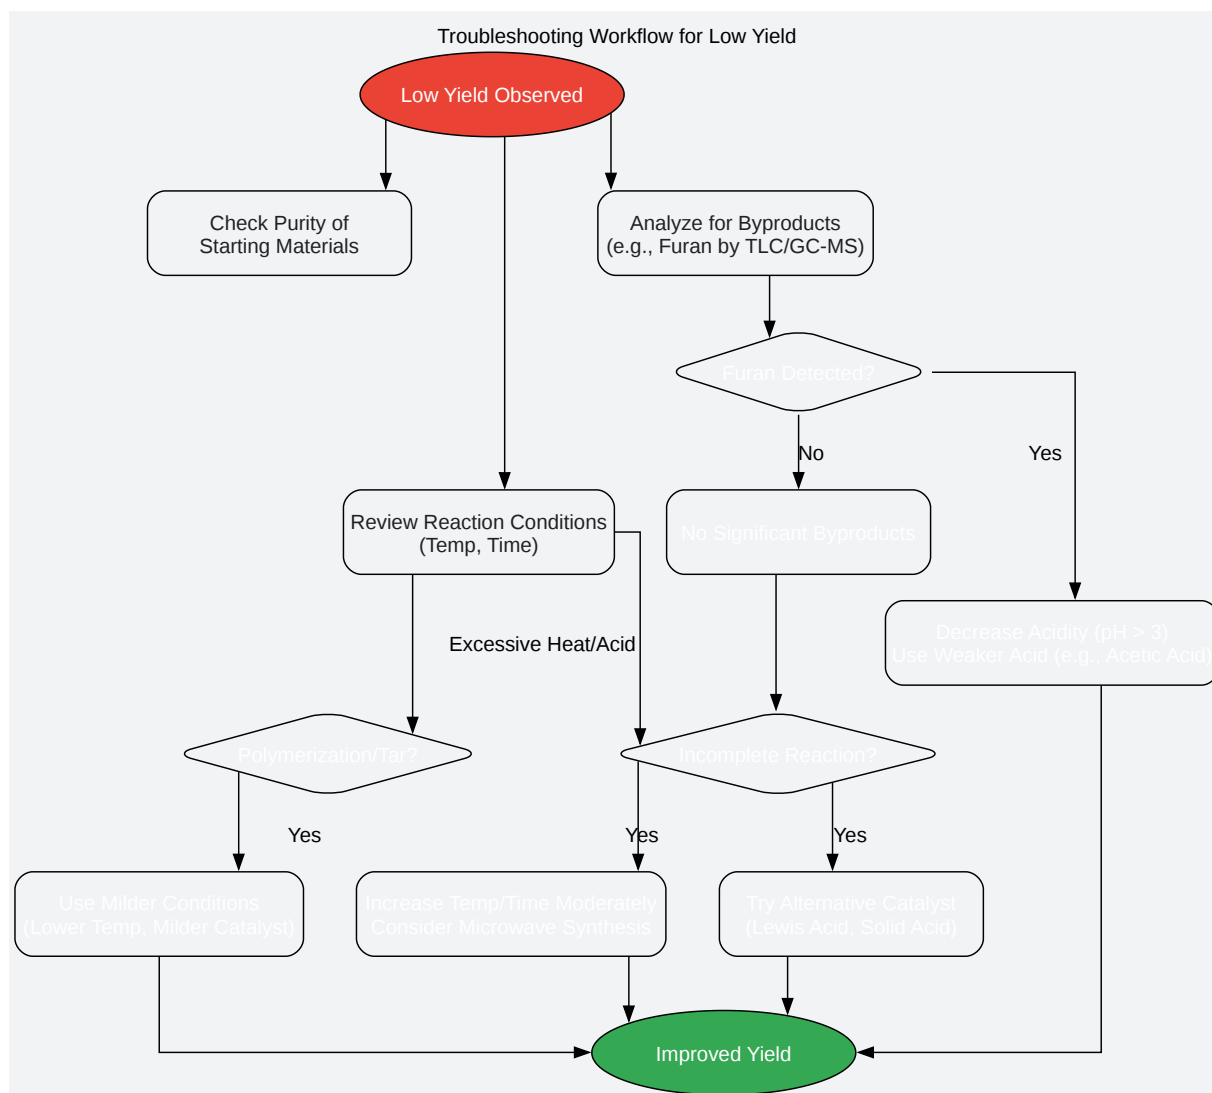 Troubleshooting Workflow for Low Yield
Low Yield Observed
Check Purity of
Starting Materials
Analyze for Byproducts
(e.g., Furan by TLC/GC-MS)
Furan Detected?
No
Yes
Review Reaction Conditions
(Temp, Time)
No Significant Byproducts
Decrease Acidity (pH > 3)
Use Weaker Acid (e.g., Acetic Acid)
Excessive Heat/Acid
Polymerization/Tar?
Incomplete Reaction?
Yes
Yes
Yes
Use Milder Conditions
(Lower Temp, Milder Catalyst)
Increase Temp/Time Moderately
Consider Microwave Synthesis
Try Alternative Catalyst
(Lewis Acid, Solid Acid)
Improved Yield